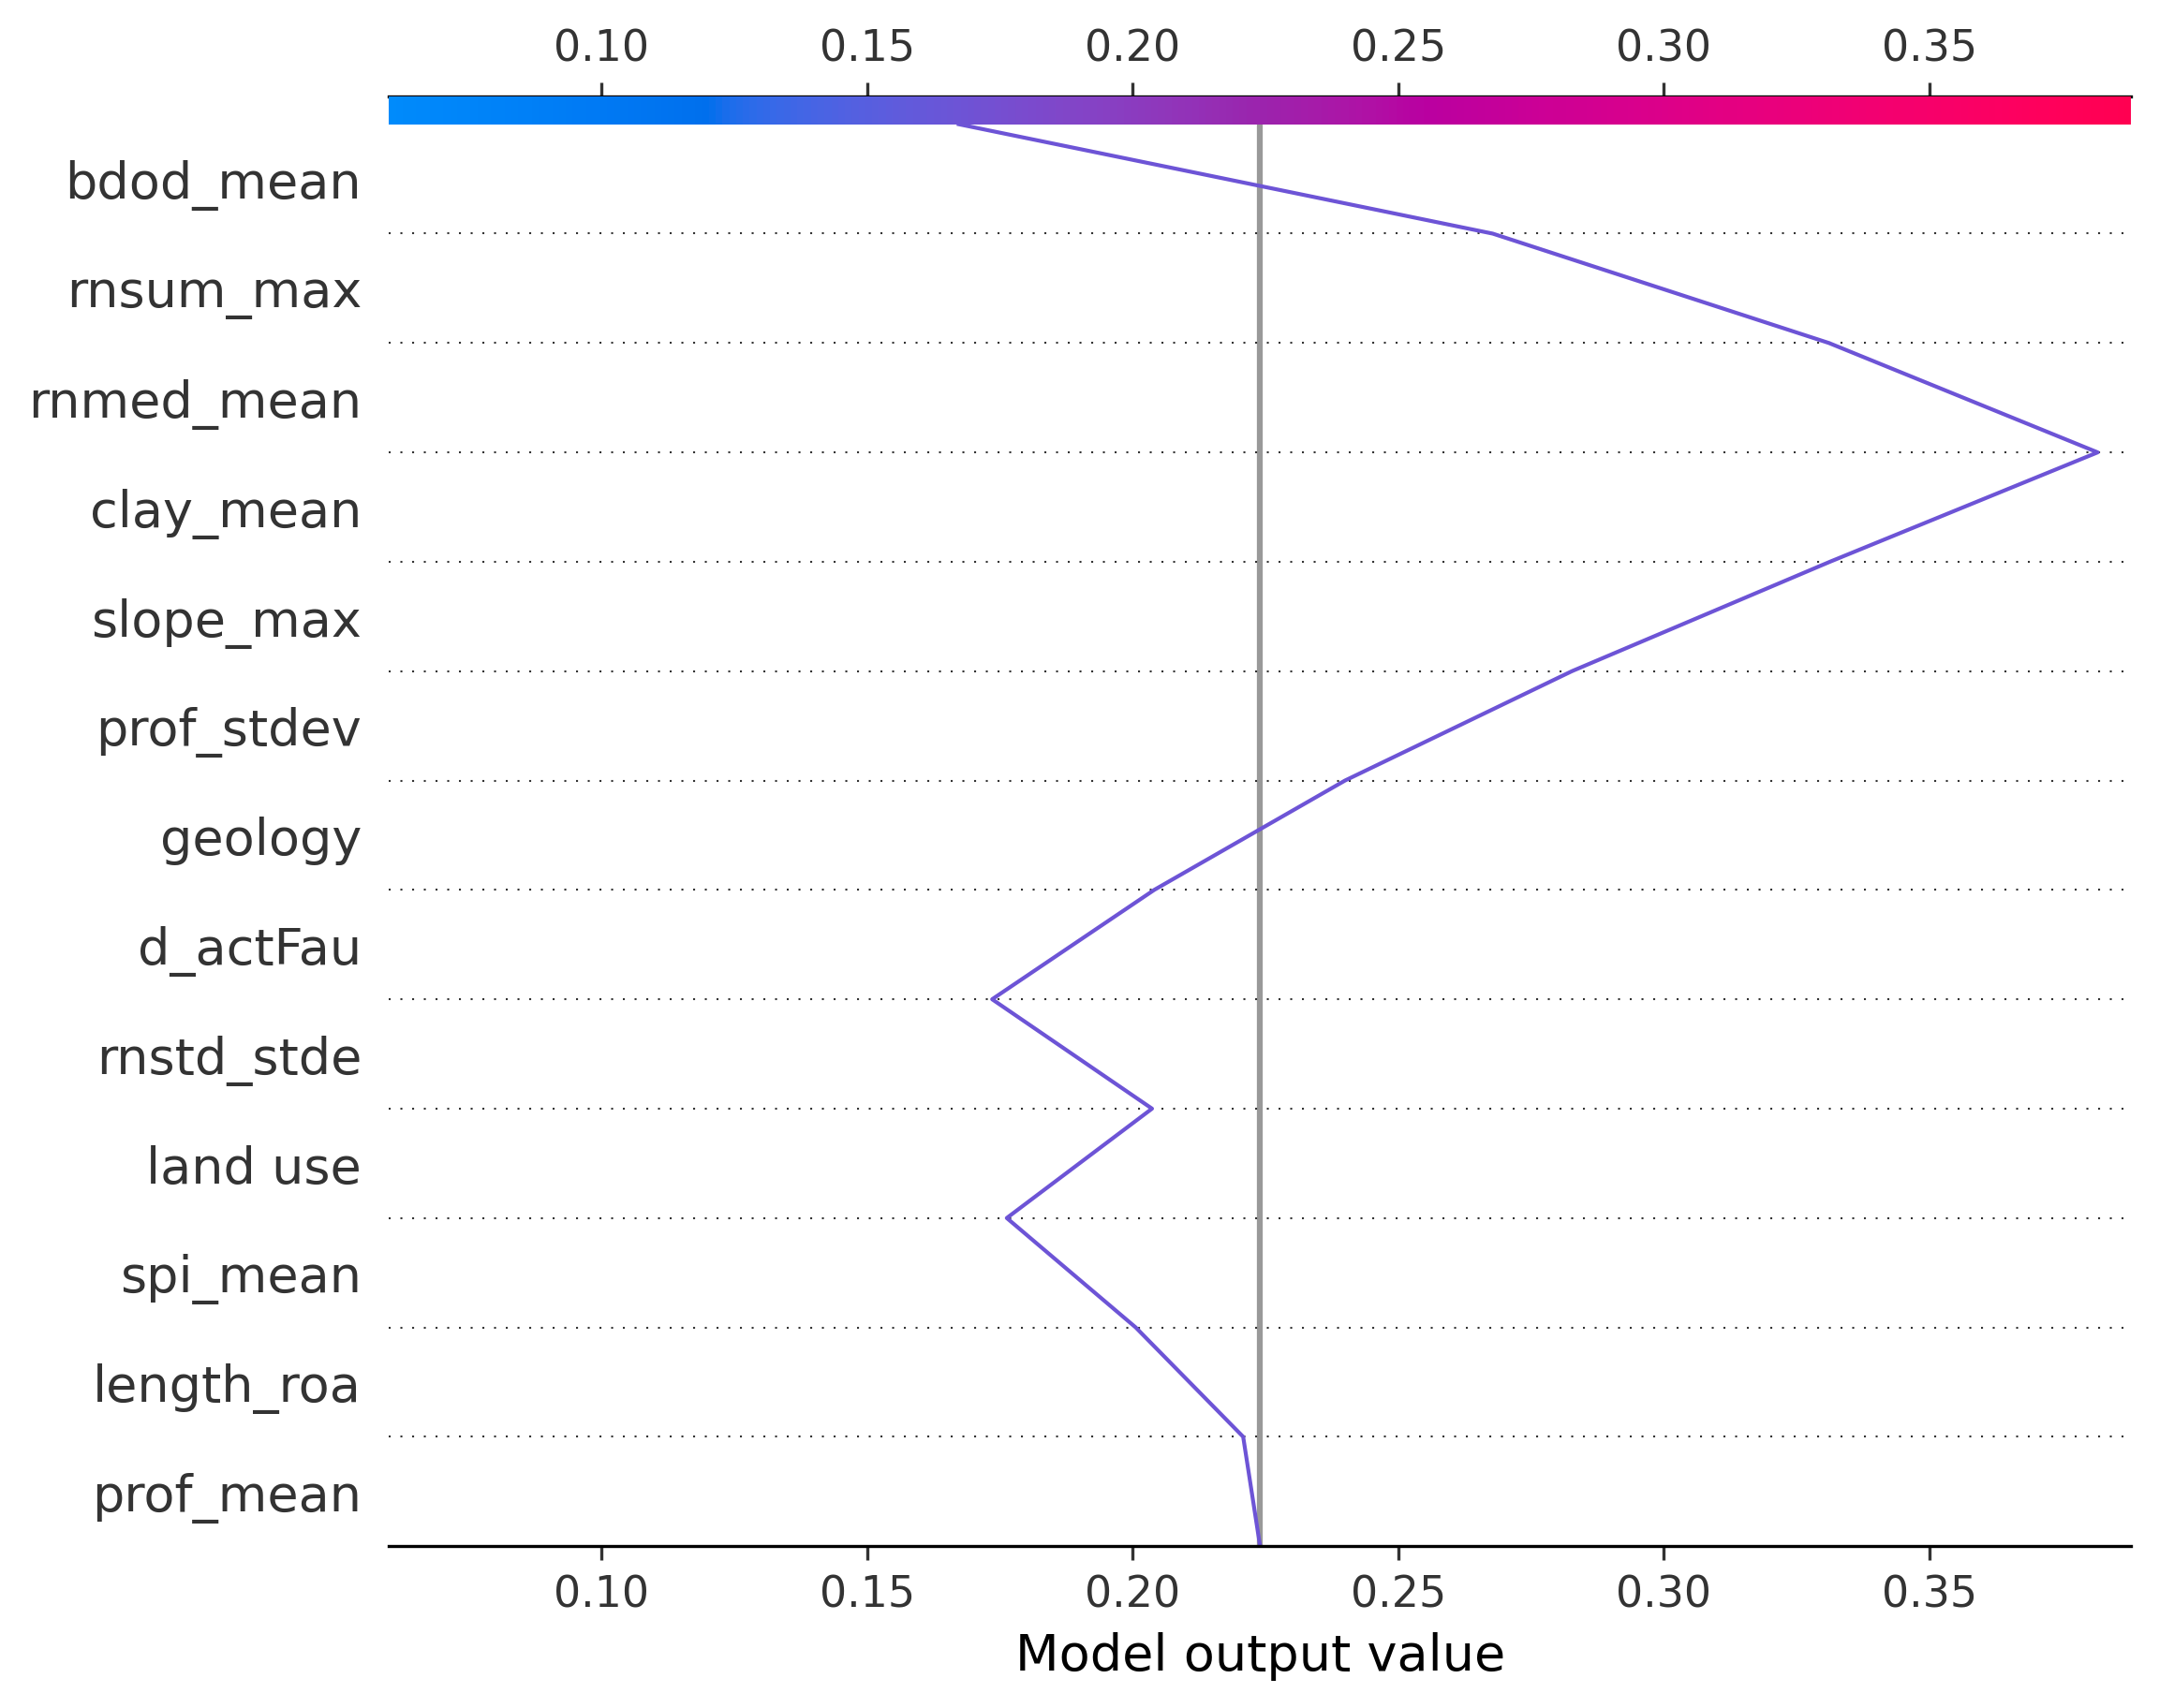 0.10 0.15 0.20 0.25 0.30 0.35
bdod_mean
rnsum_max
rnmed_mean
clay_mean
slope_max
prof_stdev
geology
d_actFau
rnstd_stde
land use
spi_mean
length_roa
prof_mean
0.10 0.15 0.20 0.25 0.30 0.35
Model output value